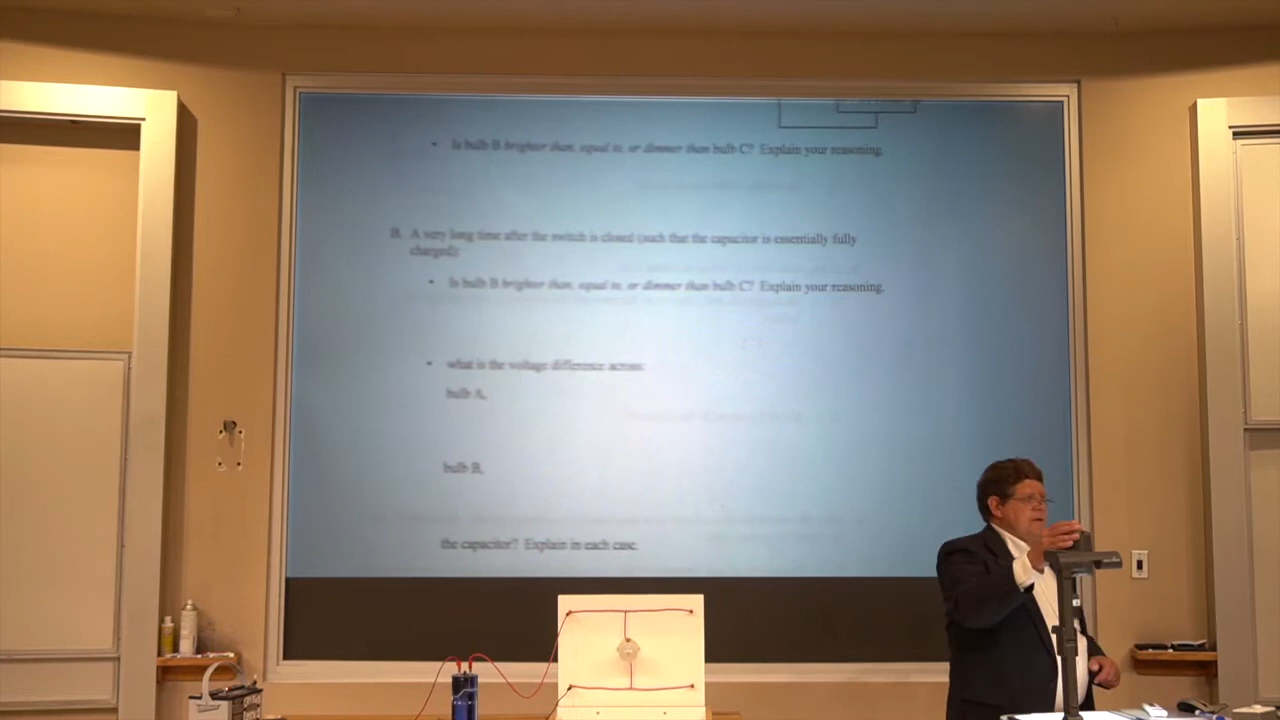 • Is bulb B brighter than, equal to, or dimmer than bulb C? Explain your reasoning.
B. A very long time after the switch is closed (such that the capacitor is essentially fully
charged):
• Is bulb B brighter than, equal to, or dimmer than bulb C? Explain your reasoning.
• what is the voltage difference across:
bulb A,
bulb B,
the capacitor? Explain in each case.